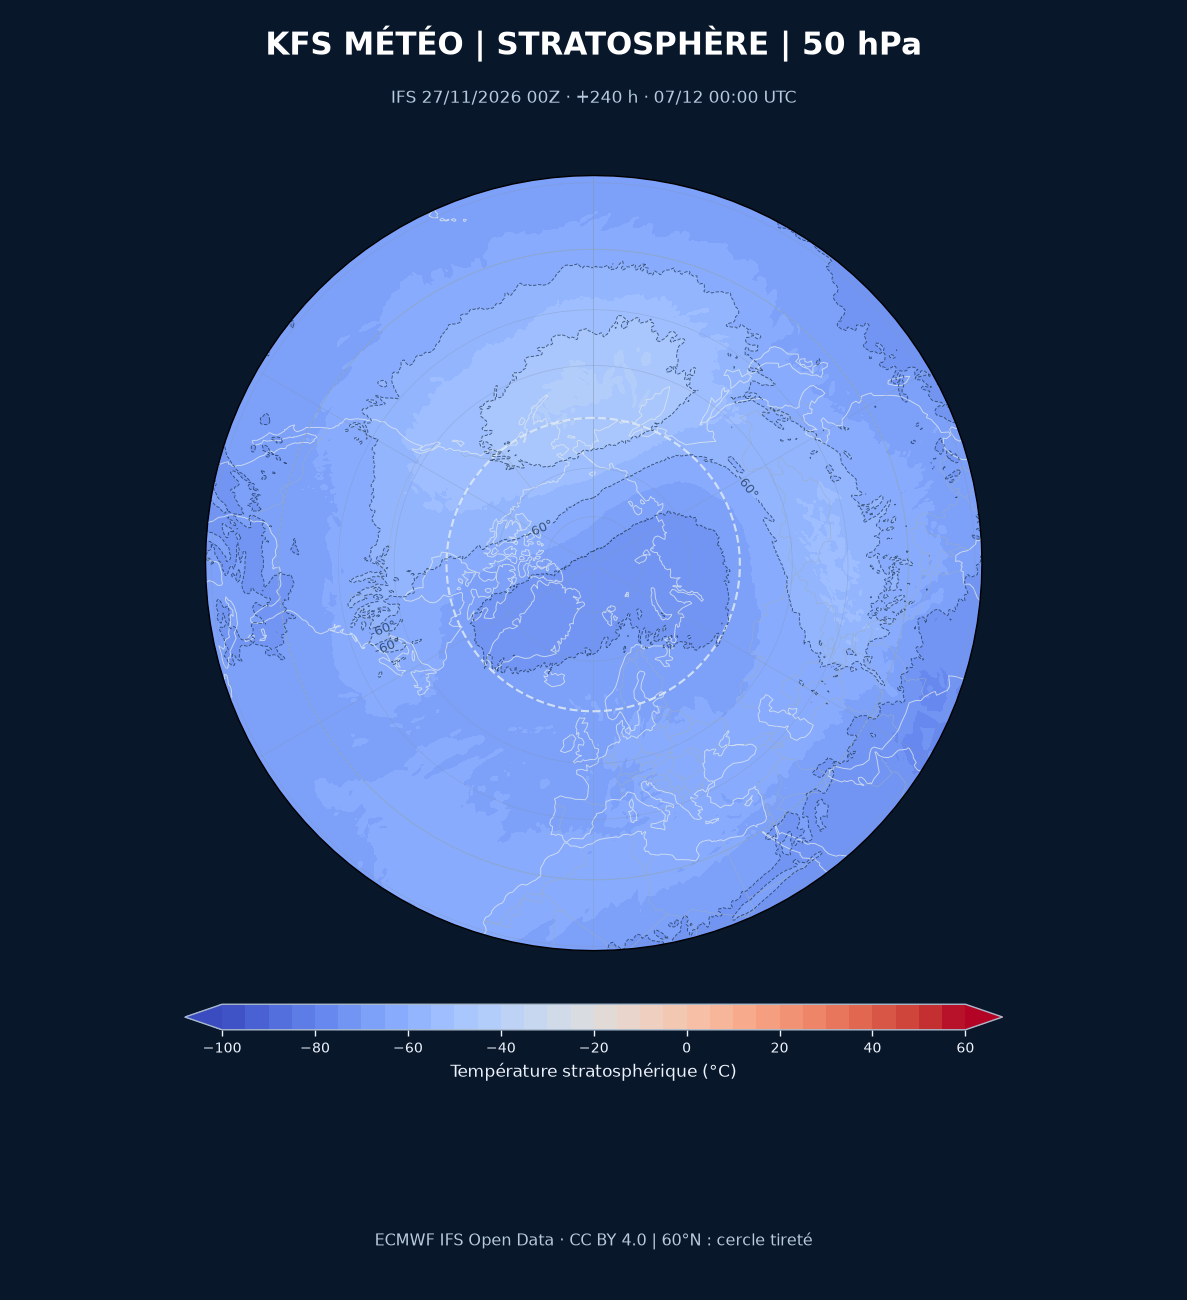 KFS MÉTÉO | STRATOSPHÈRE | 50 hPa
IFS 27/11/2026 00Z · +240 h · 07/12 00:00 UTC
-60°
-60°
-60°
-60°
−100 −80 −60 −40 −20 0 20 40 60
Température stratosphérique (°C)
ECMWF IFS Open Data · CC BY 4.0 | 60°N : cercle tireté